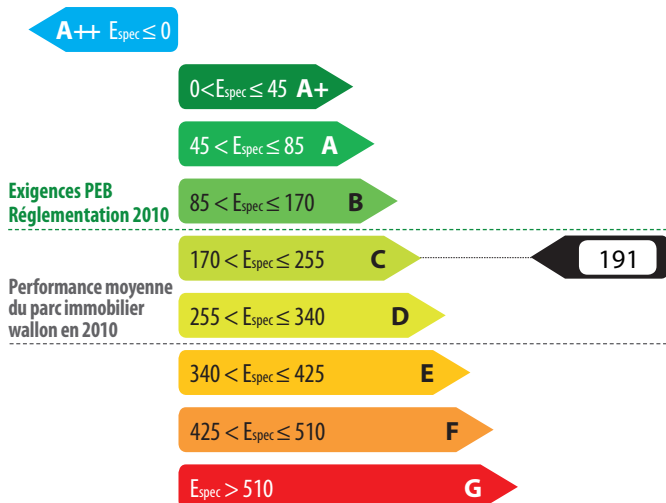 A++ Espec ≤ 0
0 < Espec ≤ 45 A+
45 < Espec ≤ 85 A
Exigences PEB
Réglementation 2010
85 < Espec ≤ 170 B
170 < Espec ≤ 255 C
191
Performance moyenne
du parc immobilier
wallon en 2010
255 < Espec ≤ 340 D
340 < Espec ≤ 425 E
425 < Espec ≤ 510 F
Espec > 510 G